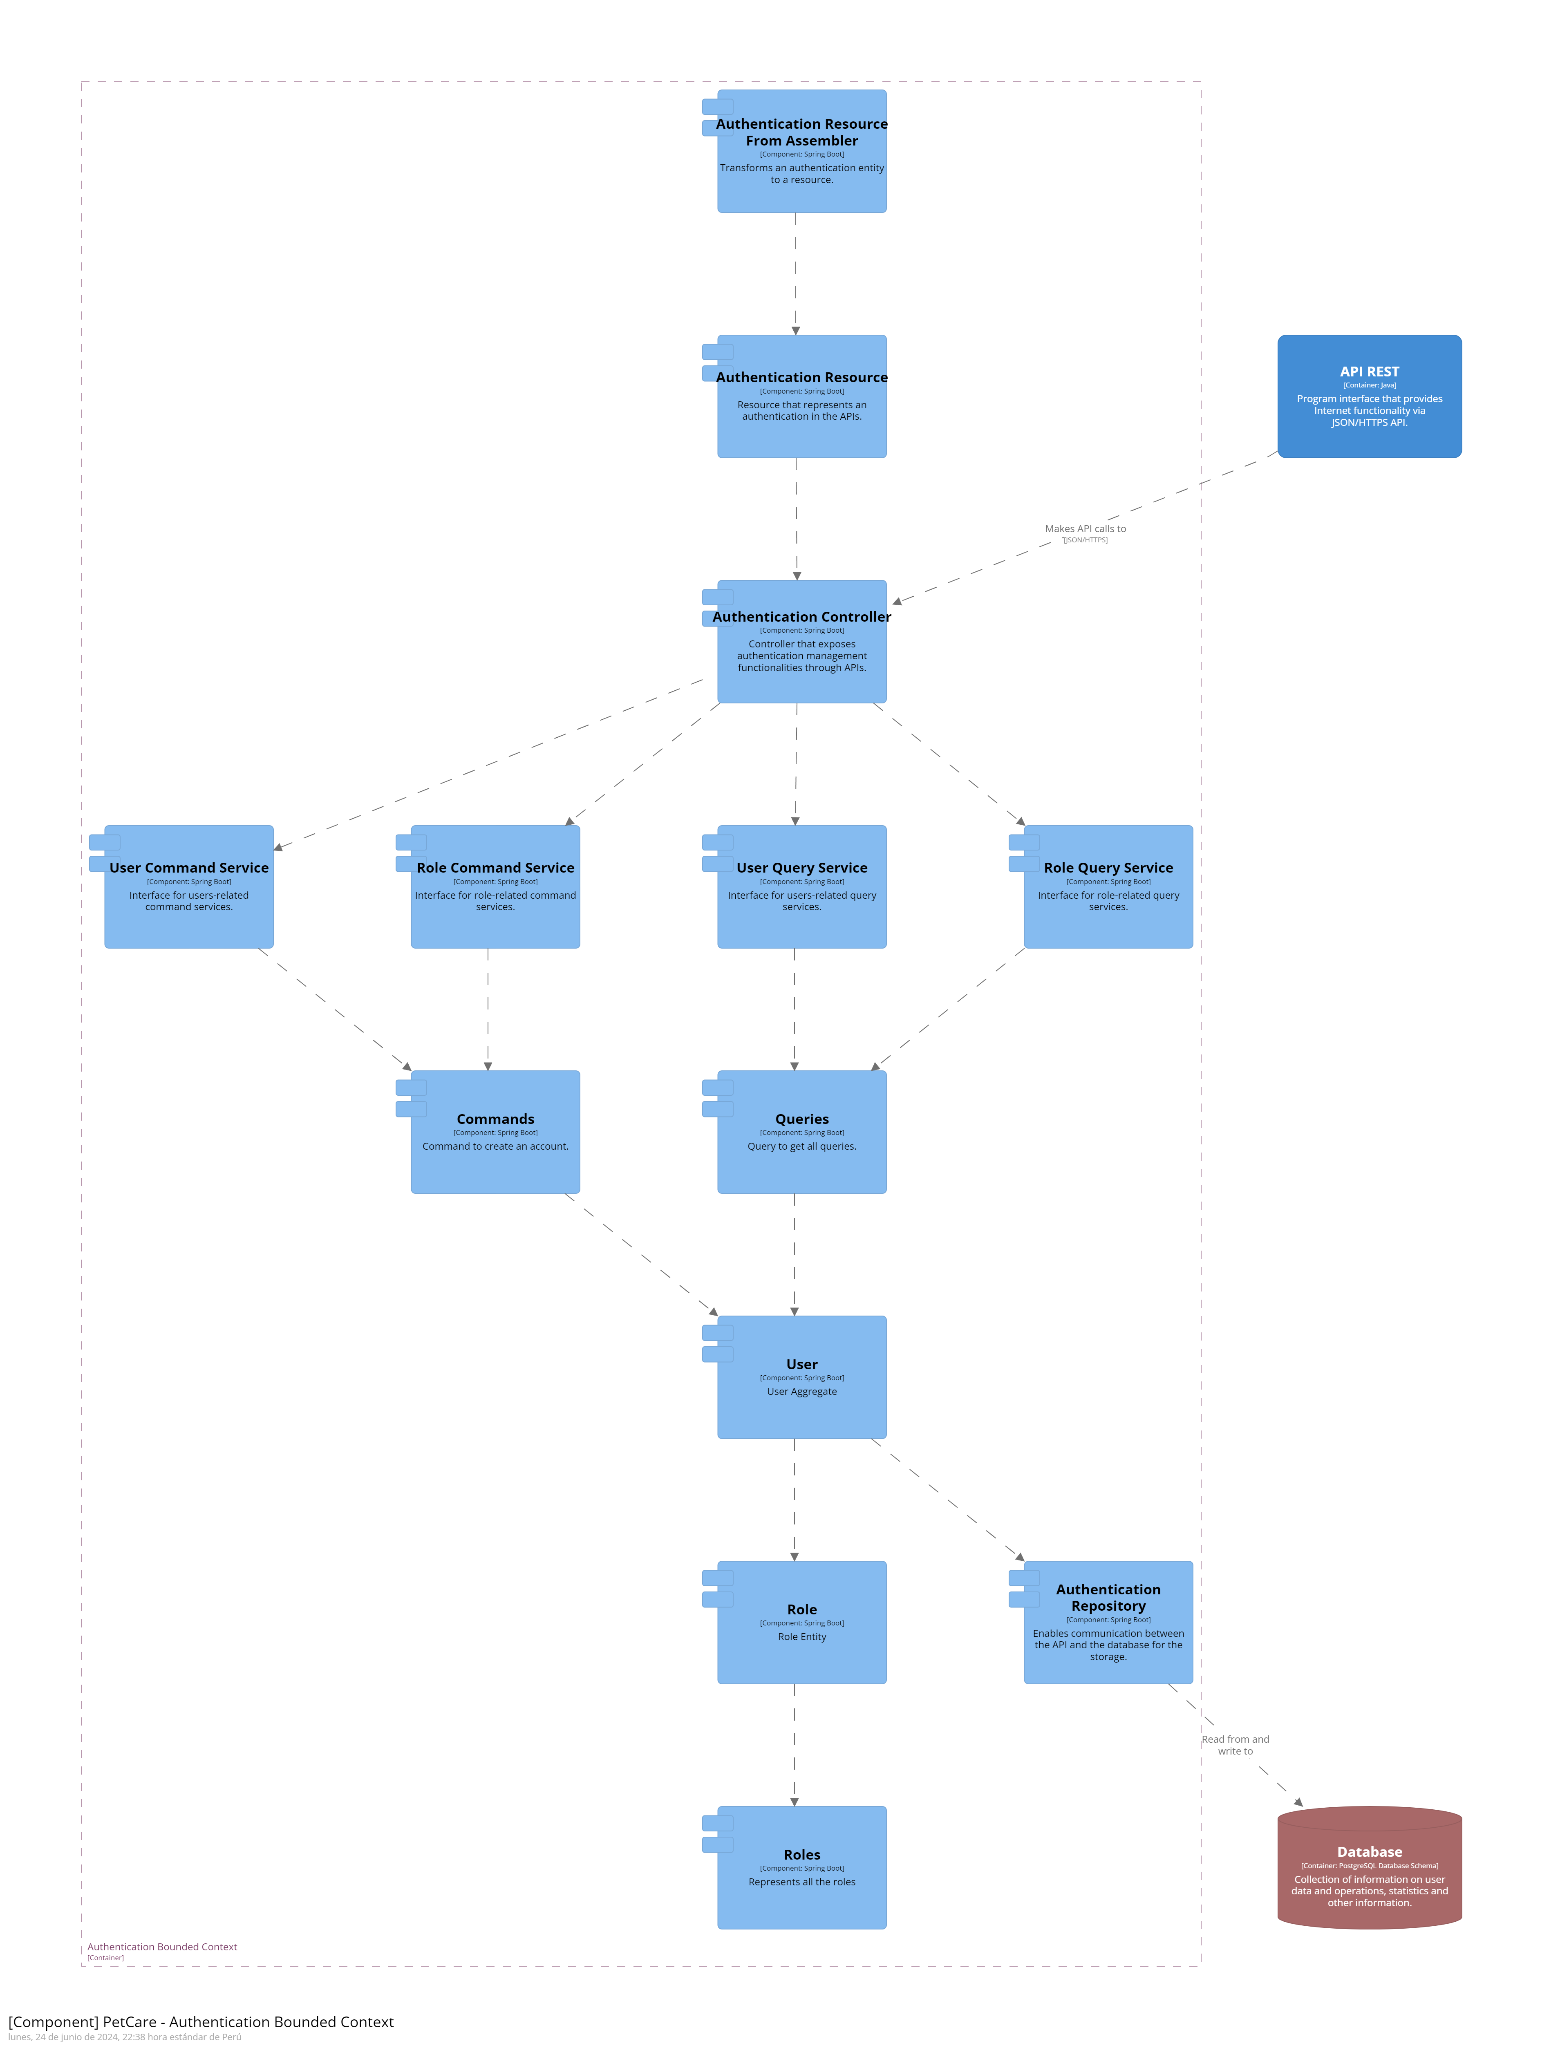 Authentication Resource
From Assembler
[Component: Spring Boot]
Transforms an authentication entity
to a resource.
Authentication Resource
[Component: Spring Boot]
Resource that represents an
authentication in the APIs.
API REST
[Container: Java]
Program interface that provides
Internet functionality via
JSON/HTTPS API.
Makes API calls to
[JSON/HTTPS]
Authentication Controller
[Component: Spring Boot]
Controller that exposes
authentication management
functionalities through APIs.
User Command Service
[Component: Spring Boot]
Interface for users-related
command services.
Role Command Service
[Component: Spring Boot]
Interface for role-related command
services.
User Query Service
[Component: Spring Boot]
Interface for users-related query
services.
Role Query Service
[Component: Spring Boot]
Interface for role-related query
services.
Commands
[Component: Spring Boot]
Command to create an account.
Queries
[Component: Spring Boot]
Query to get all queries.
User
[Component: Spring Boot]
User Aggregate
Role
[Component: Spring Boot]
Role Entity
Authentication
Repository
[Component: Spring Boot]
Enables communication between
the API and the database for the
storage.
Read from and
write to
Roles
[Component: Spring Boot]
Represents all the roles
Database
[Container: PostgreSQL Database Schema]
Collection of information on user
data and operations, statistics and
other information.
Authentication Bounded Context
[Container]
[Component] PetCare - Authentication Bounded Context
lunes, 24 de junio de 2024, 22:38 hora estándar de Perú